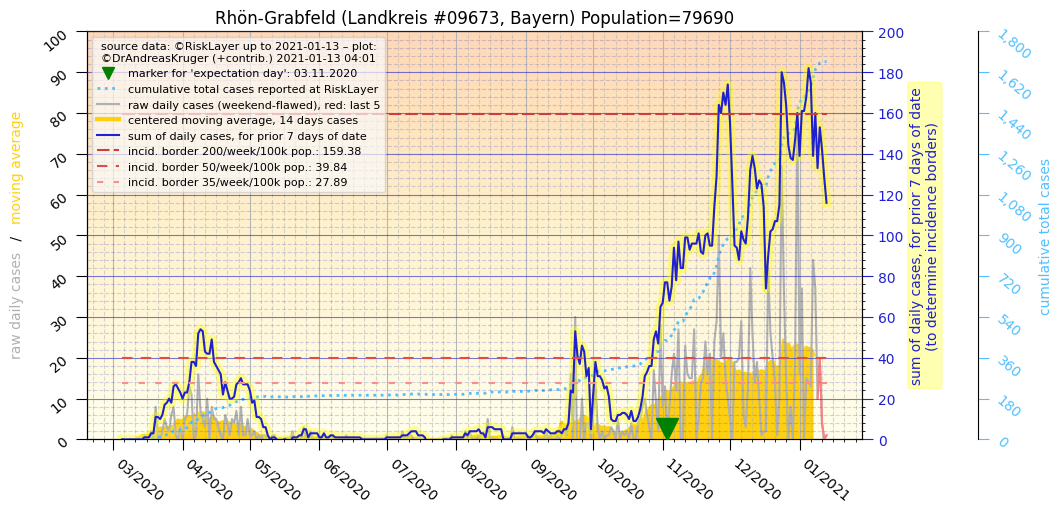 Rhön-Grabfeld (Landkreis #09673, Bayern) Population=79690
source data: ©RiskLayer up to 2021-01-13 – plot:
©DrAndreasKruger (+contrib.) 2021-01-13 04:01
marker for 'expectation day': 03.11.2020
cumulative total cases reported at RiskLayer
raw daily cases (weekend-flawed), red: last 5
centered moving average, 14 days cases
sum of daily cases, for prior 7 days of date
incid. border 200/week/100k pop.: 159.38
incid. border 50/week/100k pop.: 39.84
incid. border 35/week/100k pop.: 27.89
raw daily cases / moving average
100
90
80
70
60
50
40
30
20
10
0
03/2020
04/2020
05/2020
06/2020
07/2020
08/2020
09/2020
10/2020
11/2020
12/2020
01/2021
200
180
160
140
120
100
80
60
40
20
0
sum of daily cases, for prior 7 days of date
(to determine incidence borders)
1,800
1,620
1,440
1,260
1,080
900
720
540
360
180
0
cumulative total cases